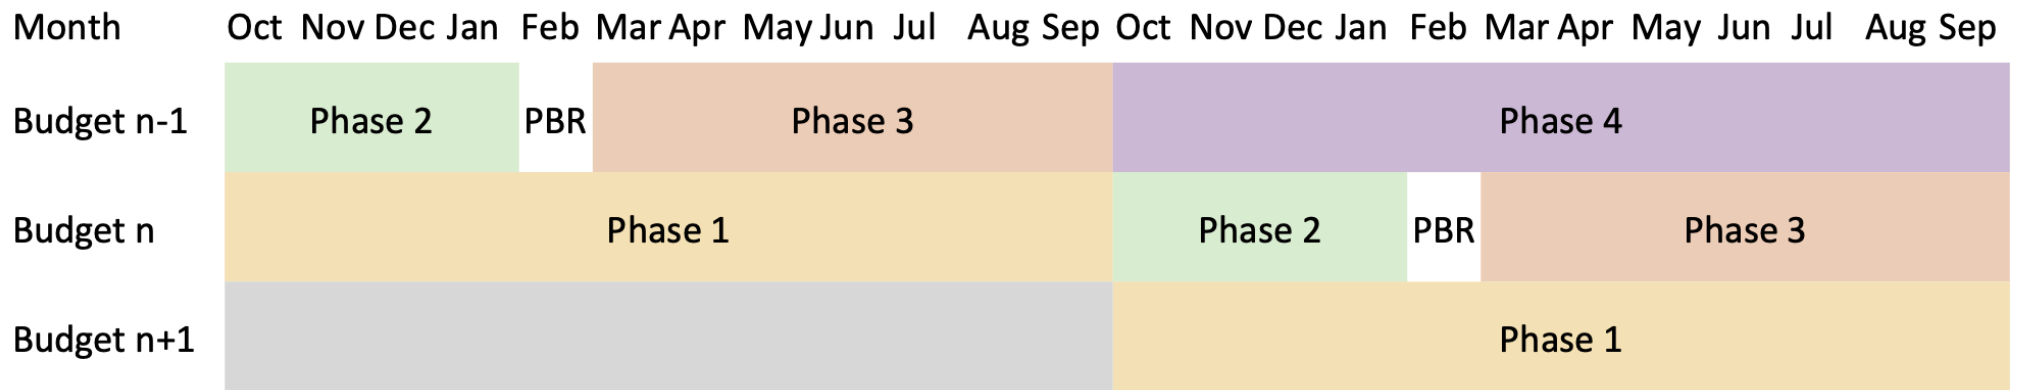 Month Oct Nov Dec Jan Feb Mar Apr May Jun Jul Aug Sep Oct Nov Dec Jan Feb Mar Apr May Jun Jul Aug Sep
Budget n-1 Phase 2 PBR Phase 3 Phase 4
Budget n Phase 1 Phase 2 PBR Phase 3
Budget n+1 Phase 1